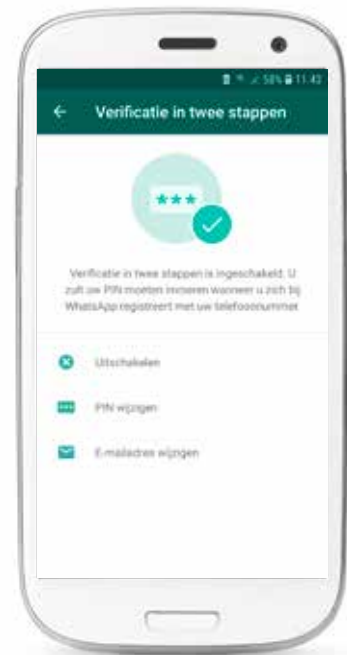 58% 11:43
Verificatie in twee stappen
***
Verificatie in twee stappen is ingeschakeld. U
zult uw PIN moeten invoeren wanneer u zich bij
WhatsApp registreert met uw telefoonnummer
Uitschakelen
PIN wijzigen
E-mailadres wijzigen